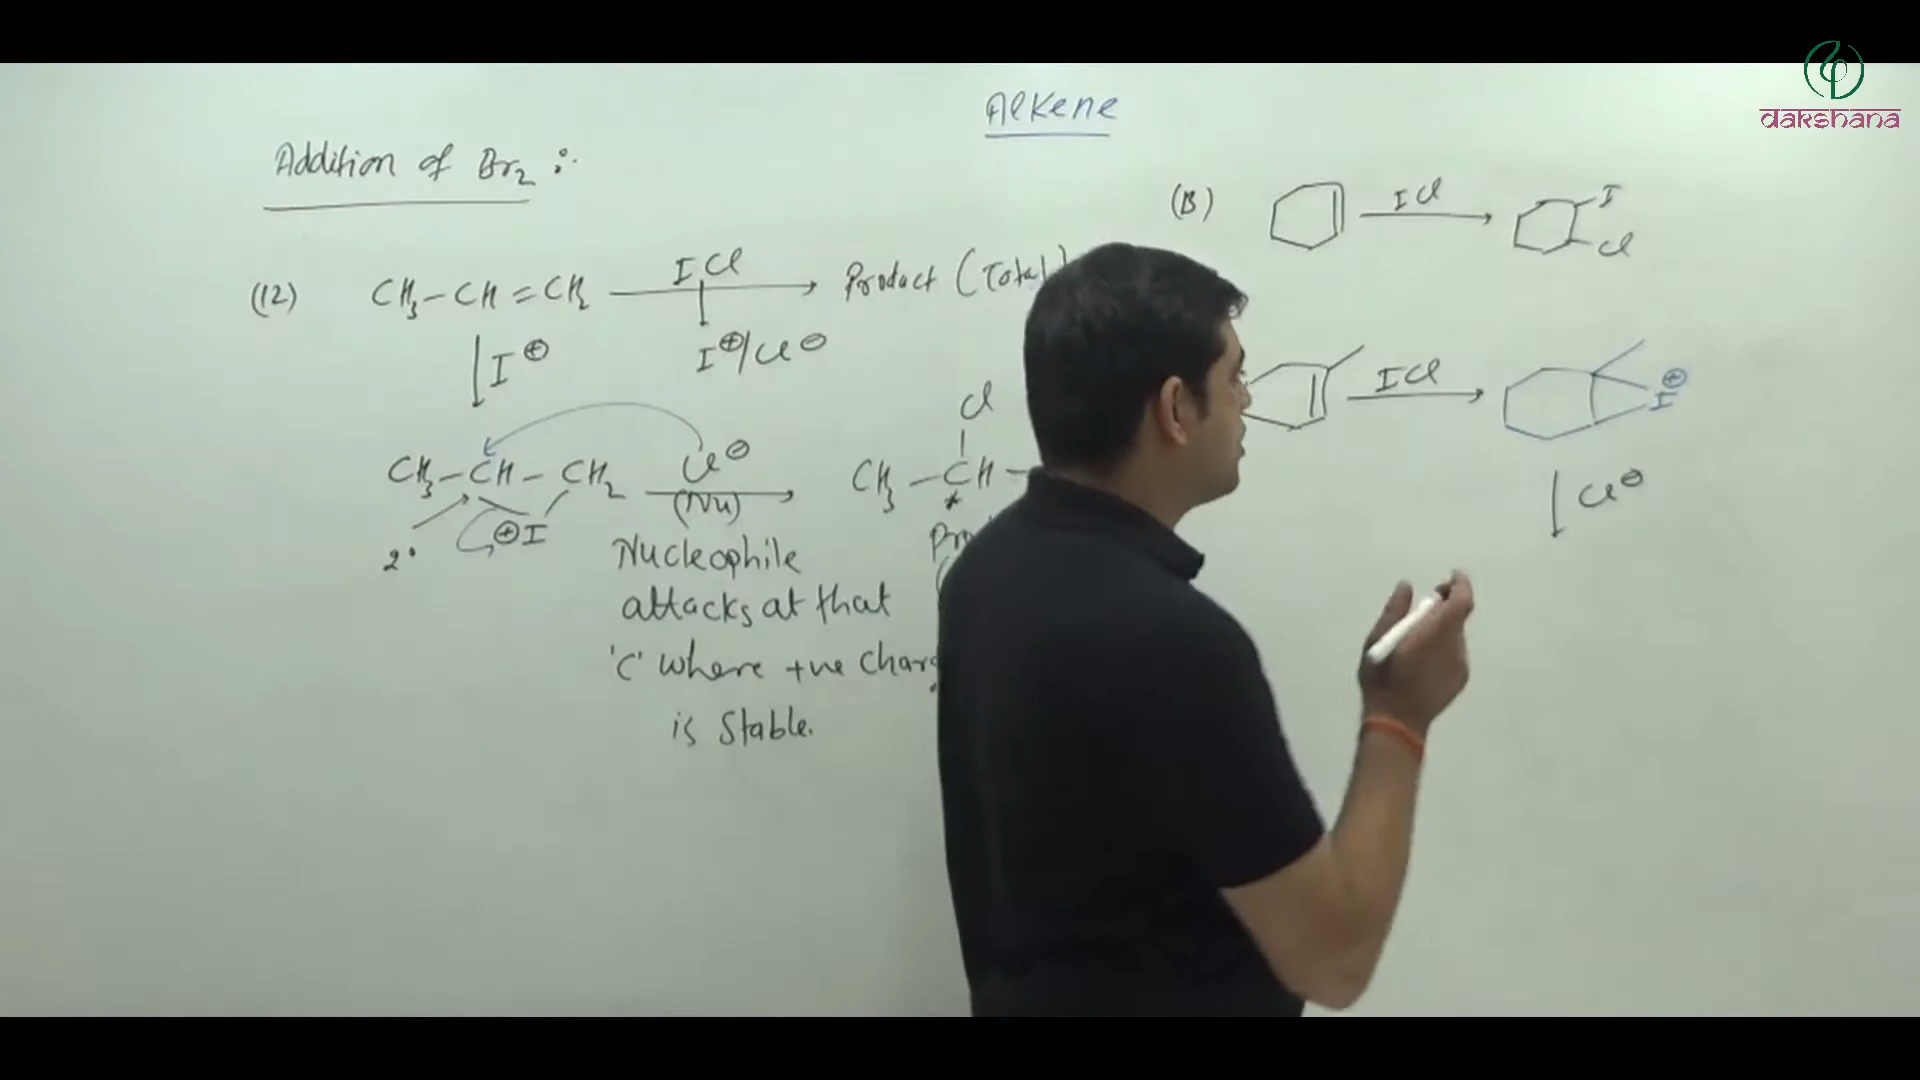 Alkene
dakshana
Addition of Br₂ :-
(12) CH₃-CH=CH₂ ICl Product (Total)
I⊕/Cl⊖
I⊕
CH₃-CH-CH₂ Cl⊖
(Nu)
⊕I
2°
Nucleophile
attacks at that
'C' where +ve
is stable.
Cl
CH₃-CH-
*
(B) ICl I
Cl
ICl I⊕
Cl⊖